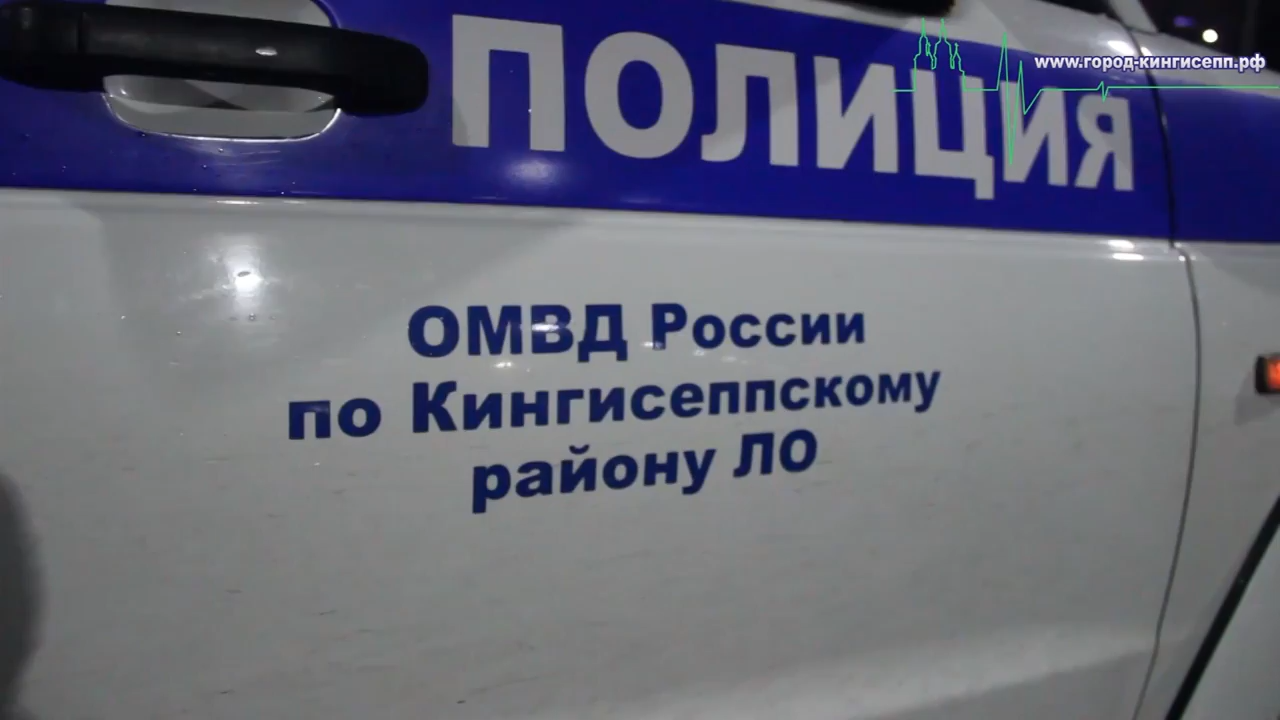 www.город-кингисепп.рф
ПОЛИЦИЯ
ОМВД России
по Кингисеппскому
району ЛО